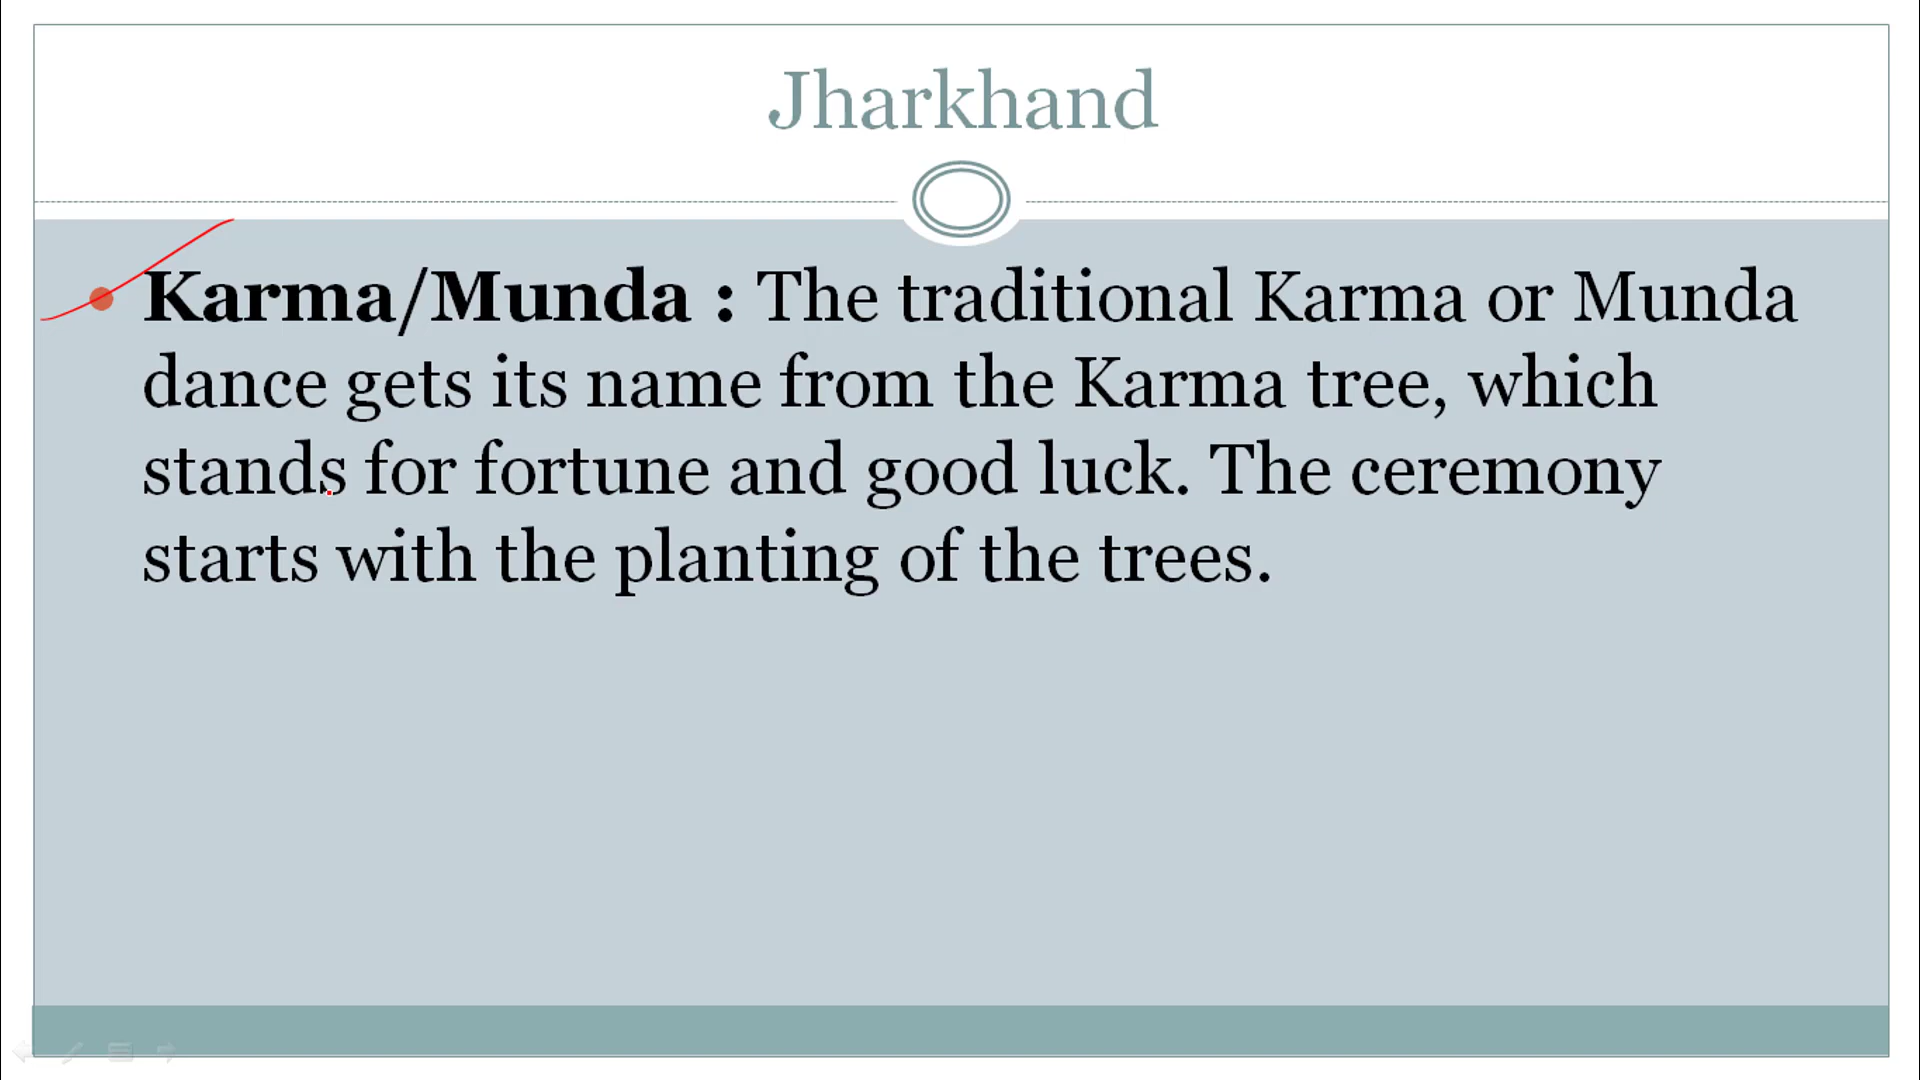 Jharkhand
Karma/Munda : The traditional Karma or Munda
dance gets its name from the Karma tree, which
stands for fortune and good luck. The ceremony
starts with the planting of the trees.